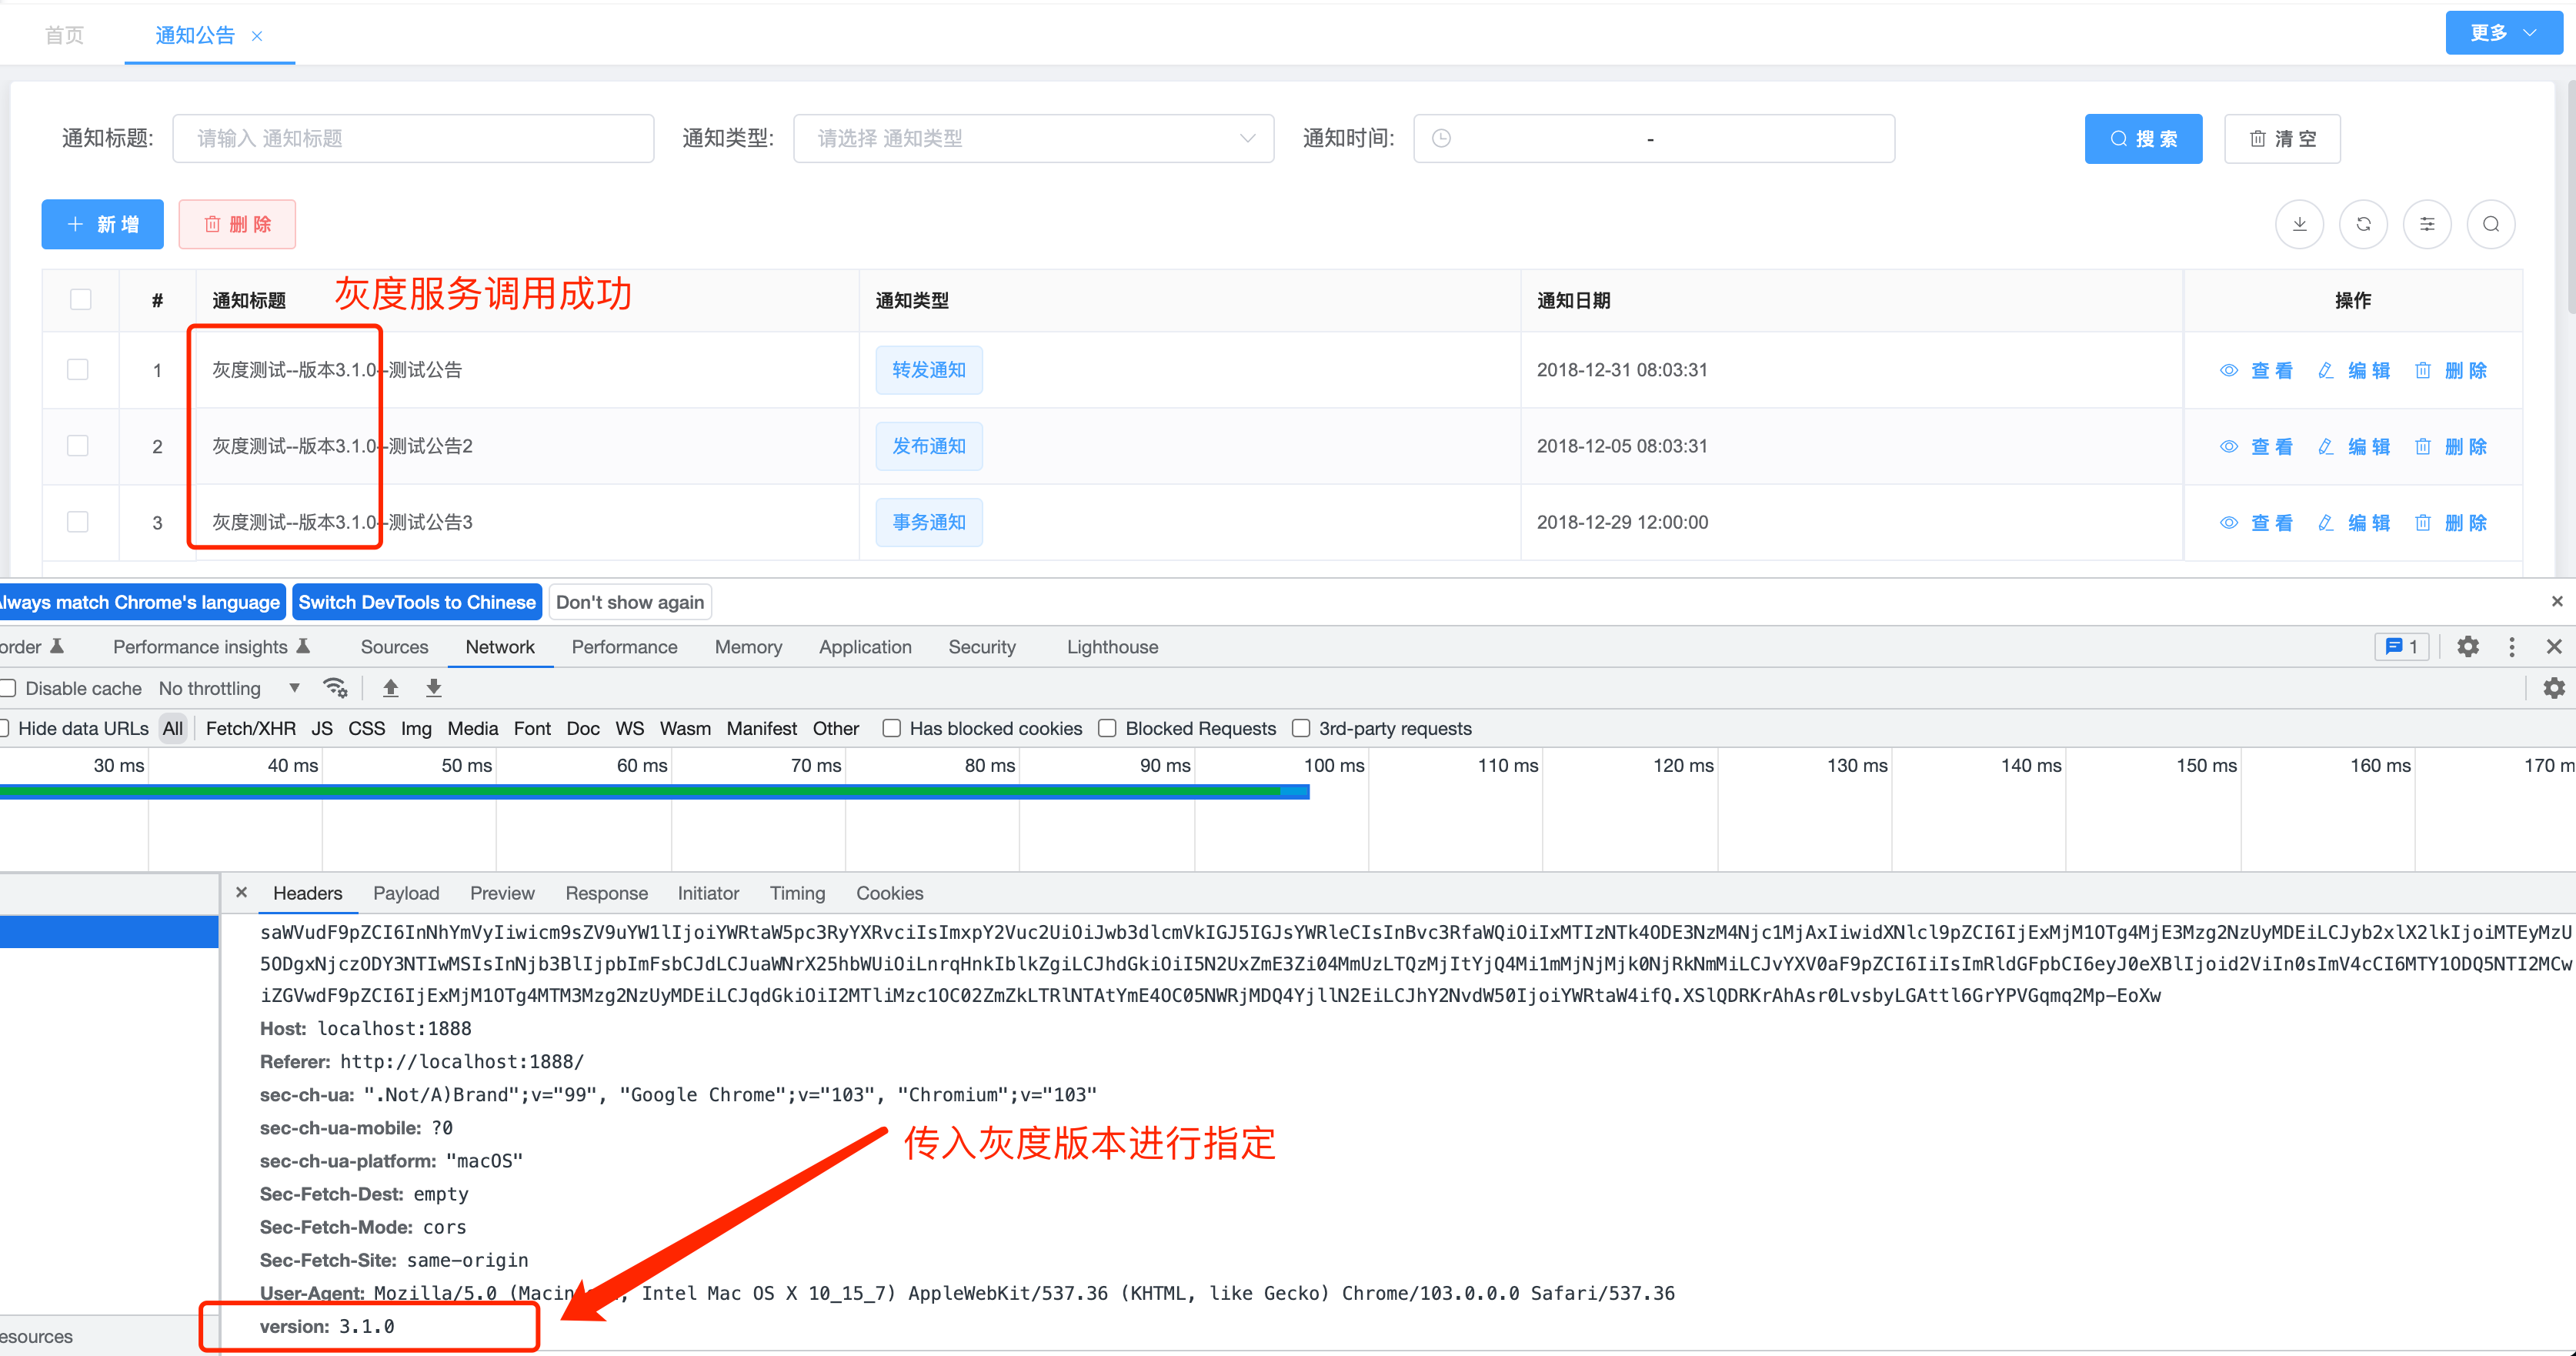 首页 通知公告 × 更多
通知标题: 请输入 通知标题 通知类型: 请选择 通知类型 通知时间: - 搜 索 清 空
+ 新 增 删 除
# 通知标题 灰度服务调用成功 通知类型 通知日期 操作
1 灰度测试--版本3.1.0--测试公告 转发通知 2018-12-31 08:03:31 查 看 编 辑 删 除
2 灰度测试--版本3.1.0--测试公告2 发布通知 2018-12-05 08:03:31 查 看 编 辑 删 除
3 灰度测试--版本3.1.0--测试公告3 事务通知 2018-12-29 12:00:00 查 看 编 辑 删 除
lways match Chrome's language Switch DevTools to Chinese Don't show again ×
order Performance insights Sources Network Performance Memory Application Security Lighthouse 1
Disable cache No throttling
Hide data URLs All Fetch/XHR JS CSS Img Media Font Doc WS Wasm Manifest Other Has blocked cookies Blocked Requests 3rd-party requests
30 ms 40 ms 50 ms 60 ms 70 ms 80 ms 90 ms 100 ms 110 ms 120 ms 130 ms 140 ms 150 ms 160 ms 170 m
× Headers Payload Preview Response Initiator Timing Cookies
saWVudF9pZCI6InNhYmVyIiwicm9sZV9uYW1lIjoiYWRtaW5pc3RyYXRvciIsImxpY2Vuc2UiOiJwb3dlcmVkIGJ5IGJsYWRleCIsInBvc3RfaWQiOiIxMTIzNTk4ODE3NzM4Njc1MjAxIiwidXNlcl9pZCI6IjExMjM1OTg4MjE3Mzg2NzUyMDEiLCJyb2xlX2lkIjoiMTEyMzU
5ODgxNjczODY3NTIwMSIsInNjb3BlIjpbImFsbCJdLCJuaWNrX25hbWUiOiLnrqHnkIblkZgiLCJhdGkiOiI5N2UxZmE3Zi04MmUzLTQzMjItYjQ4Mi1mMjNjMjk0NjRkNmMiLCJvYXV0aF9pZCI6IiIsImRldGFpbCI6eyJ0eXBlIjoid2ViIn0sImV4cCI6MTY1ODQ5NTI2MCw
iZGVwdF9pZCI6IjExMjM1OTg4MTM3Mzg2NzUyMDEiLCJqdGkiOiI2MTliMzc1OC02ZmZkLTRlNTAtYmE4OC05NWRjMDQ4YjllN2EiLCJhY2NvdW50IjoiYWRtaW4ifQ.XSlQDRKrAhAsr0LvsbyLGAttl6GrYPVGqmq2Mp-EoXw
Host: localhost:1888
Referer: http://localhost:1888/
sec-ch-ua: ".Not/A)Brand";v="99", "Google Chrome";v="103", "Chromium";v="103"
sec-ch-ua-mobile: ?0
传入灰度版本进行指定
sec-ch-ua-platform: "macOS"
Sec-Fetch-Dest: empty
Sec-Fetch-Mode: cors
Sec-Fetch-Site: same-origin
User-Agent: Mozilla/5.0 (Macin ; Intel Mac OS X 10_15_7) AppleWebKit/537.36 (KHTML, like Gecko) Chrome/103.0.0.0 Safari/537.36
version: 3.1.0
esources